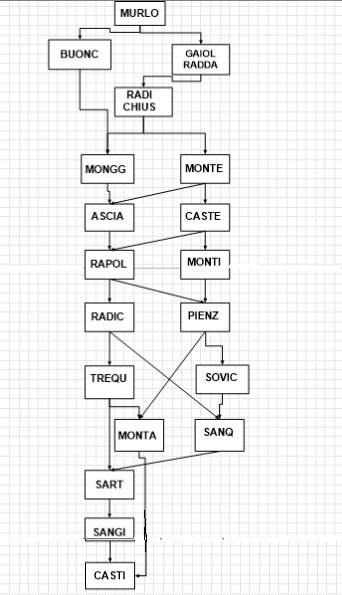 MURLO
BUONC
GAIOL
RADDA
RADI
CHIUS
MONGG
MONTE
ASCIA
CASTE
RAPOL
MONTI
RADIC
PIENZ
TREQU
SOVIC
MONTA
SANQ
SART
SANGI
CASTI